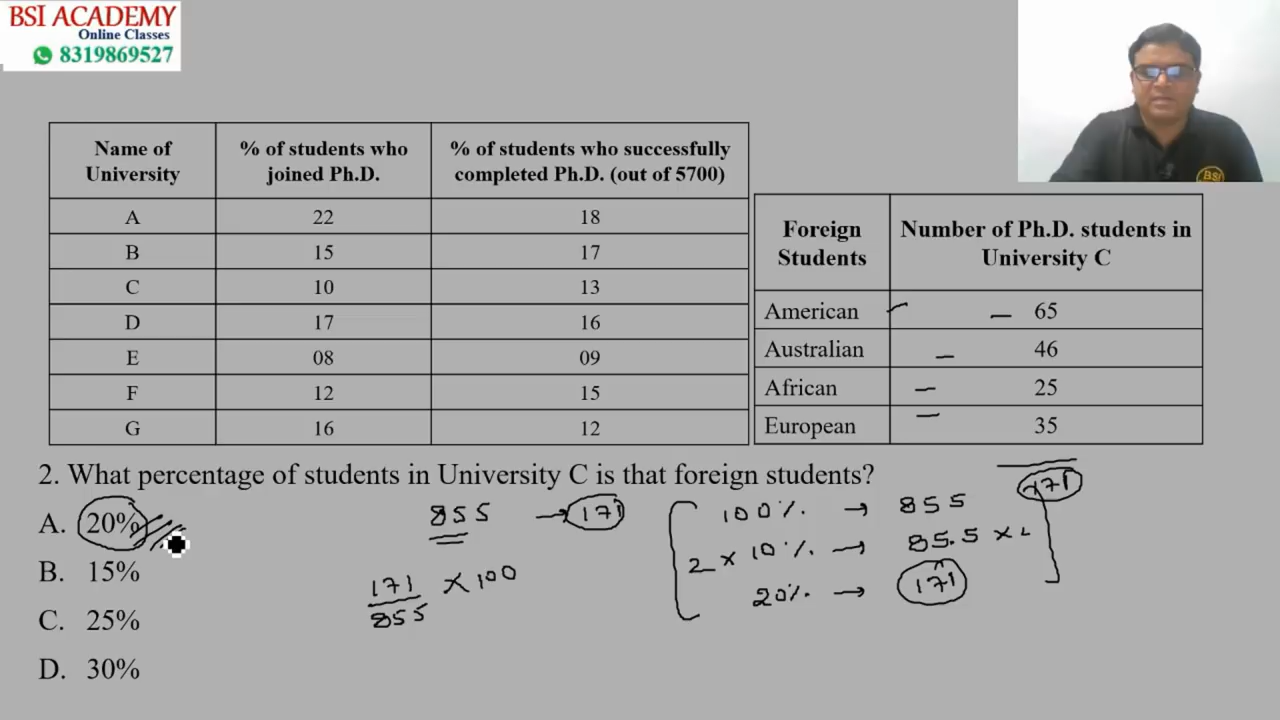 BSI ACADEMY
Online Classes
8319869527
BSI
Name of University | % of students who joined Ph.D. | % of students who successfully completed Ph.D. (out of 5700)
A 22 18
B 15 17
C 10 13
D 17 16
E 08 09
F 12 15
G 16 12
Foreign Students | Number of Ph.D. students in University C
American 65
Australian 46
African 25
European 35
171
2. What percentage of students in University C is that foreign students?
A. 20%
B. 15%
C. 25%
D. 30%
855 → 171
171/855 × 100
100% → 855
2 × 10% → 85.5 × 2
20% → 171